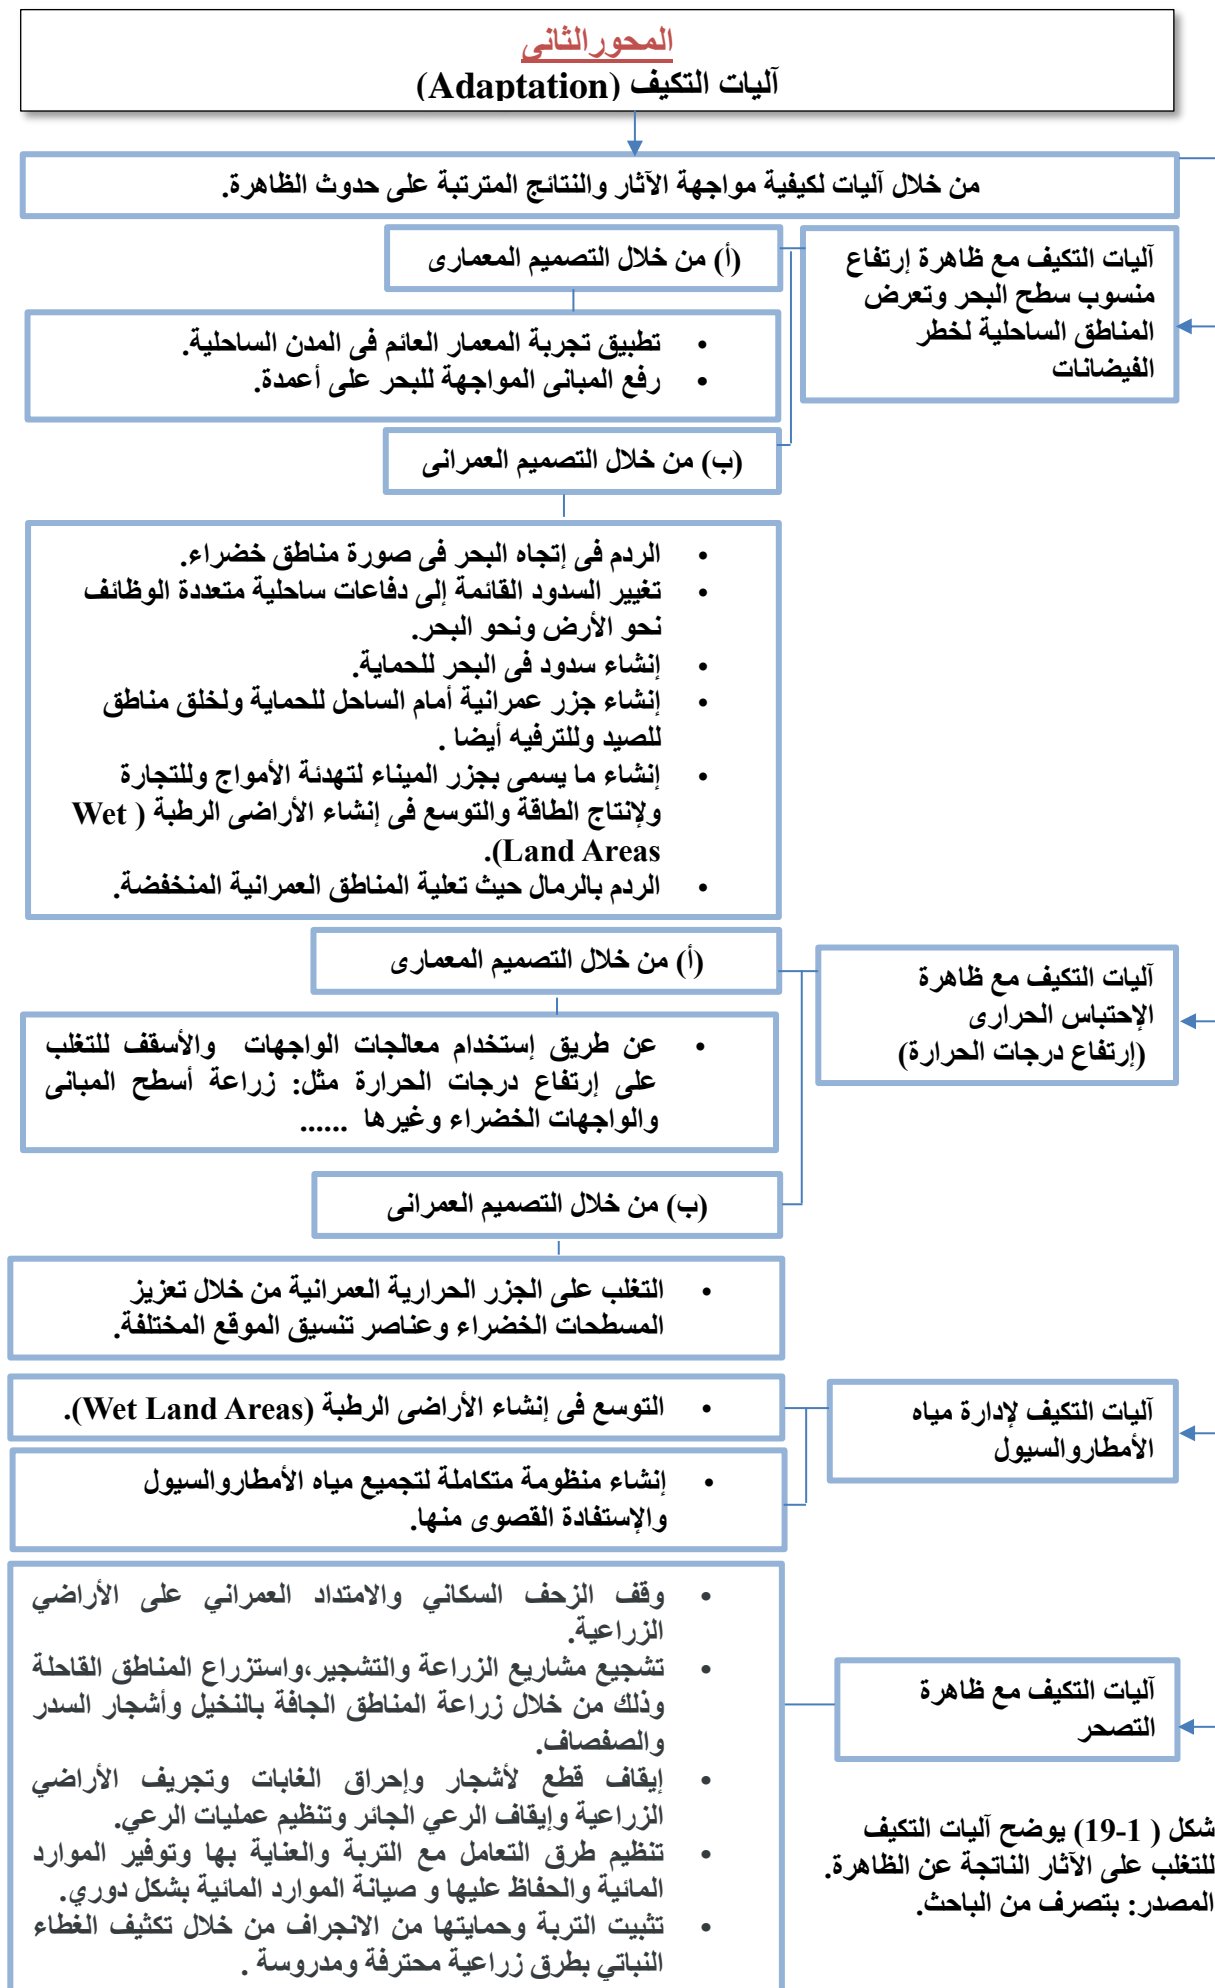 المحورالثانى
آليات التكيف (Adaptation)
من خلال آليات لكيفية مواجهة الآثار والنتائج المترتبة على حدوث الظاهرة.
آليات التكيف مع ظاهرة إرتفاع
منسوب سطح البحر وتعرض
المناطق الساحلية لخطر
الفيضانات
(أ) من خلال التصميم المعمارى
• تطبيق تجربة المعمار العائم فى المدن الساحلية.
• رفع المبانى المواجهة للبحر على أعمدة.
(ب) من خلال التصميم العمرانى
• الردم فى إتجاه البحر فى صورة مناطق خضراء.
• تغيير السدود القائمة إلى دفاعات ساحلية متعددة الوظائف
نحو الأرض ونحو البحر.
• إنشاء سدود فى البحر للحماية.
• إنشاء جزر عمرانية أمام الساحل للحماية ولخلق مناطق
للصيد وللترفيه أيضا .
• إنشاء ما يسمى بجزر الميناء لتهدئة الأمواج وللتجارة
ولإنتاج الطاقة والتوسع فى إنشاء الأراضى الرطبة ( Wet
Land Areas).
• الردم بالرمال حيث تعلية المناطق العمرانية المنخفضة.
آليات التكيف مع ظاهرة
الإحتباس الحرارى
(إرتفاع درجات الحرارة)
(أ) من خلال التصميم المعمارى
• عن طريق إستخدام معالجات الواجهات والأسقف للتغلب
على إرتفاع درجات الحرارة مثل: زراعة أسطح المبانى
والواجهات الخضراء وغيرها ......
(ب) من خلال التصميم العمرانى
• التغلب على الجزر الحرارية العمرانية من خلال تعزيز
المسطحات الخضراء وعناصر تنسيق الموقع المختلفة.
آليات التكيف لإدارة مياه
الأمطاروالسيول
• التوسع فى إنشاء الأراضى الرطبة (Wet Land Areas).
• إنشاء منظومة متكاملة لتجميع مياه الأمطاروالسيول
والإستفادة القصوى منها.
آليات التكيف مع ظاهرة
التصحر
• وقف الزحف السكاني والامتداد العمراني على الأراضي
الزراعية.
• تشجيع مشاريع الزراعة والتشجير،واستزراع المناطق القاحلة
وذلك من خلال زراعة المناطق الجافة بالنخيل وأشجار السدر
والصفصاف.
• إيقاف قطع لأشجار وإحراق الغابات وتجريف الأراضي
الزراعية وإيقاف الرعي الجائر وتنظيم عمليات الرعي.
• تنظيم طرق التعامل مع التربة والعناية بها وتوفير الموارد
المائية والحفاظ عليها و صيانة الموارد المائية بشكل دوري.
• تثبيت التربة وحمايتها من الانجراف من خلال تكثيف الغطاء
النباتي بطرق زراعية محترفة ومدروسة .
شكل ( 1-19) يوضح آليات التكيف
للتغلب على الآثار الناتجة عن الظاهرة.
المصدر: بتصرف من الباحث.